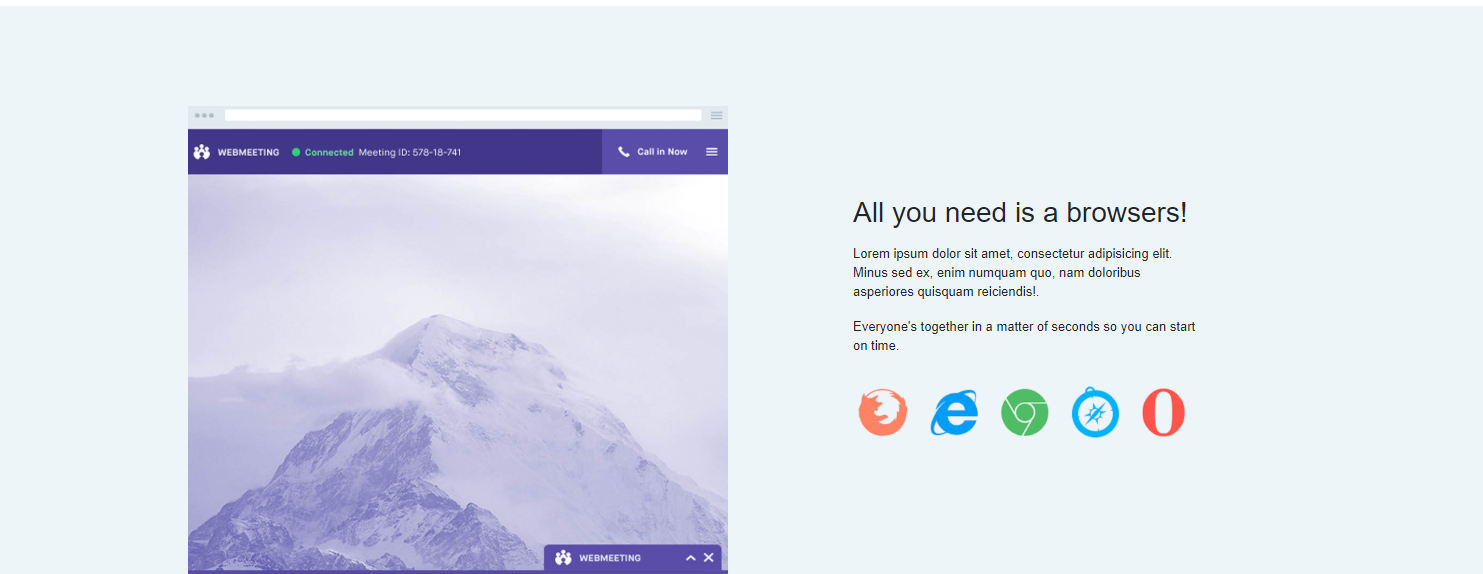 WEBMEETING Connected Meeting ID: 578-18-741 Call in Now
All you need is a browsers!
Lorem ipsum dolor sit amet, consectetur adipisicing elit.
Minus sed ex, enim numquam quo, nam doloribus
asperiores quisquam reiciendis!.
Everyone's together in a matter of seconds so you can start
on time.
WEBMEETING